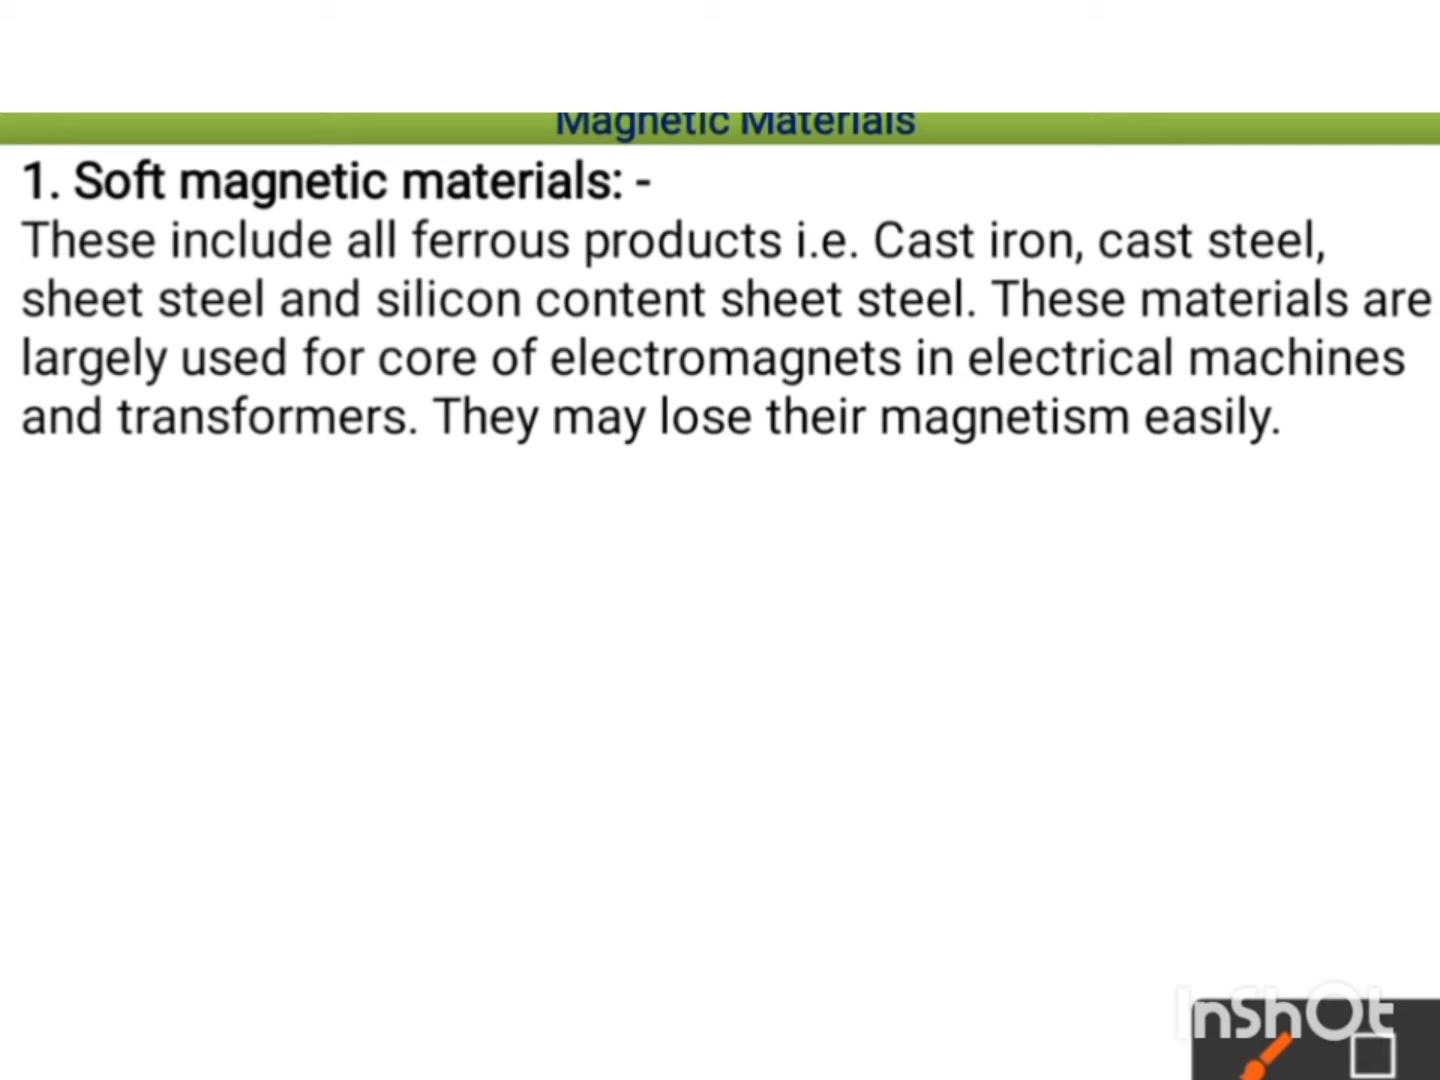 Magnetic Materials
1. Soft magnetic materials: -
These include all ferrous products i.e. Cast iron, cast steel,
sheet steel and silicon content sheet steel. These materials are
largely used for core of electromagnets in electrical machines
and transformers. They may lose their magnetism easily.
InShOt